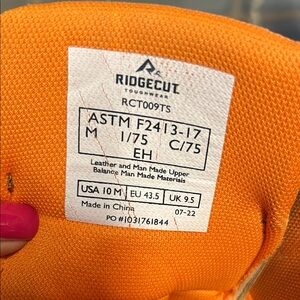 RIDGECUT
TOUGHWEAR
RCT009TS
ASTM F2413-17
M 1/75 C/75
EH
Leather and Man Made Upper
Balance Man Made Materials
USA 10 M EU 43.5 UK 9.5
Made in China 07-22
PO #1031761844